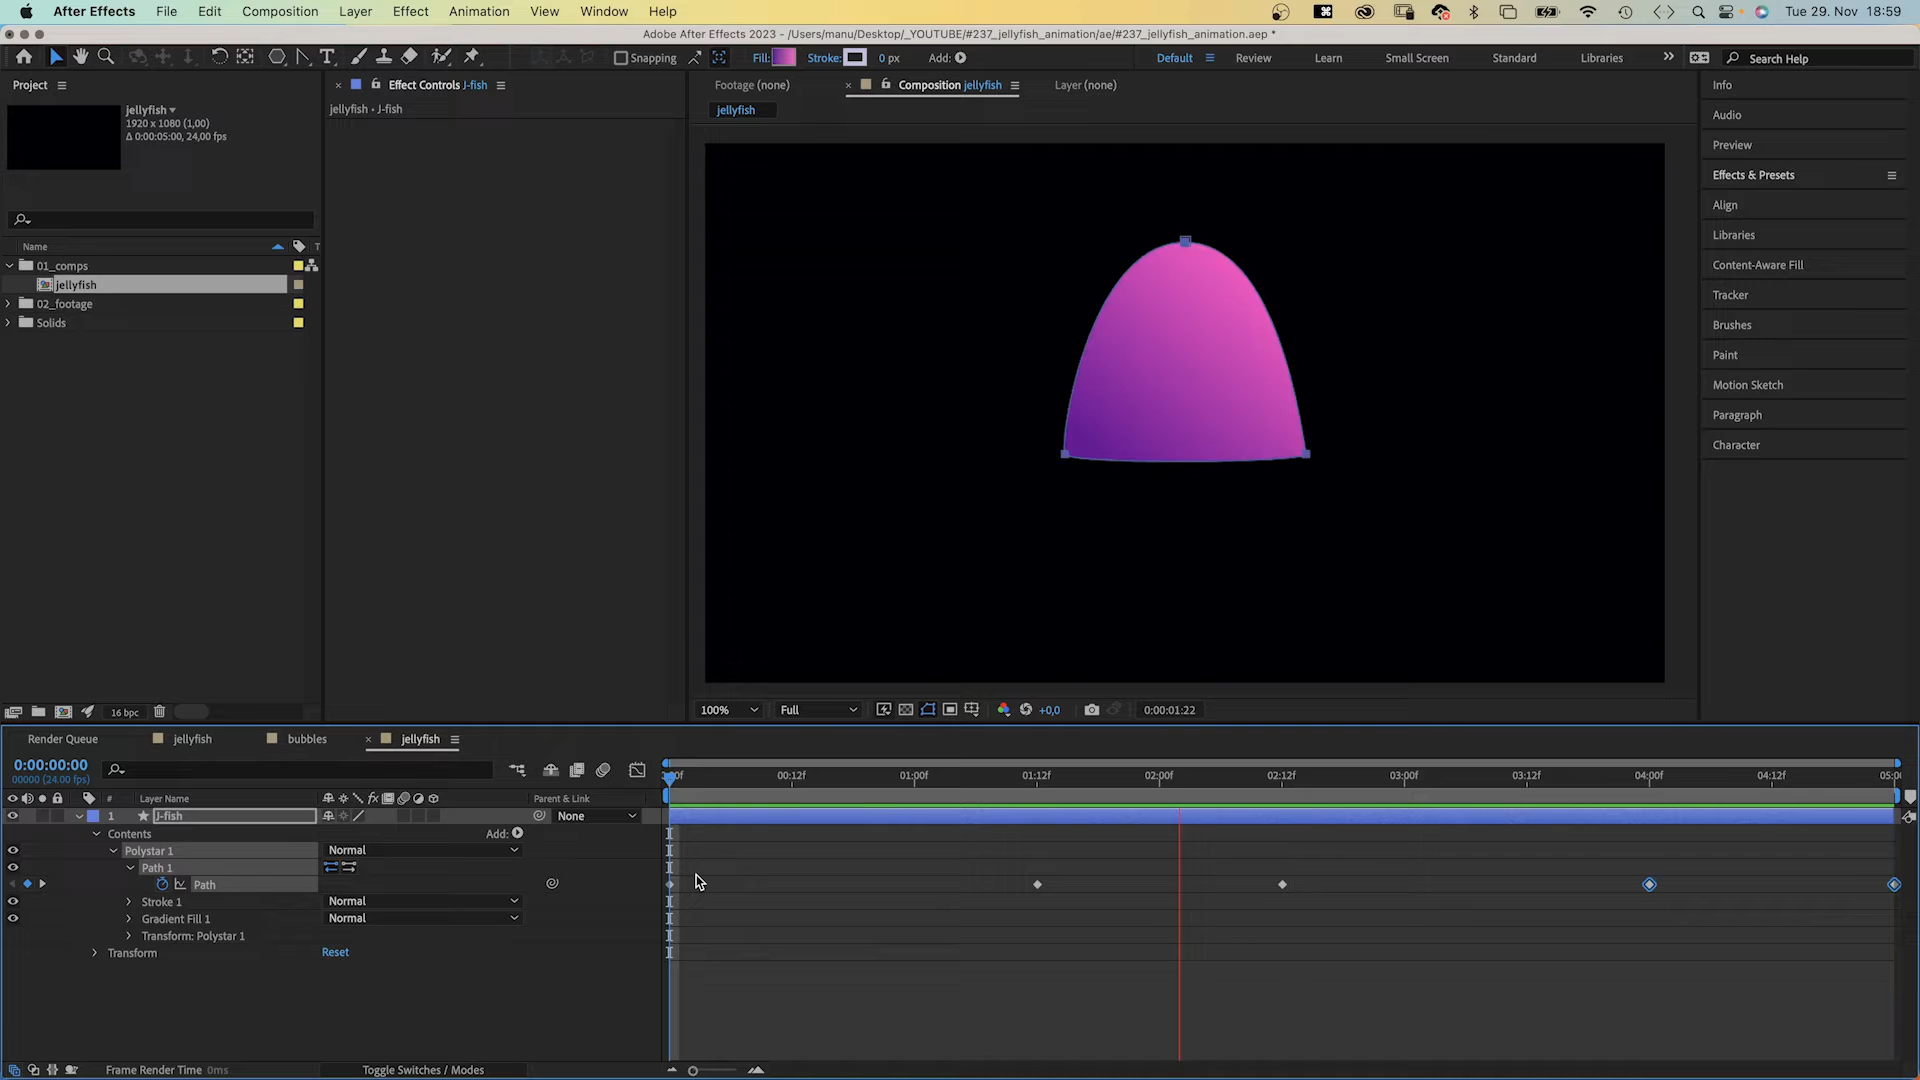 After Effects File Edit Composition Layer Effect Animation View Window Help Tue 29. Nov 18:59
Adobe After Effects 2023 - /Users/manu/Desktop/_YOUTUBE/#237_jellyfish_animation/ae/#237_jellyfish_animation.aep *
Snapping Fill: Stroke: 0 px Add: Default Review Learn Small Screen Standard Libraries Search Help
Project
jellyfish
1920 x 1080 (1,00)
Δ 0:00:05:00, 24,00 fps
Name T
01_comps
jellyfish
02_footage
Solids
16 bpc
Effect Controls J-fish
jellyfish • J-fish
Footage (none) Composition jellyfish Layer (none)
jellyfish
100% Full +0,0 0:00:01:22
Info
Audio
Preview
Effects & Presets
Align
Libraries
Content-Aware Fill
Tracker
Brushes
Paint
Motion Sketch
Paragraph
Character
Render Queue jellyfish bubbles jellyfish
0:00:00:00
00000 (24.00 fps)
00:12f 01:00f 01:12f 02:00f 02:12f 03:00f 03:12f 04:00f 04:12f
# Layer Name fx Parent & Link
1 J-fish None
Contents Add:
Polystar 1 Normal
Path 1
Path
Stroke 1 Normal
Gradient Fill 1 Normal
Transform: Polystar 1
Transform Reset
Frame Render Time 0ms Toggle Switches / Modes